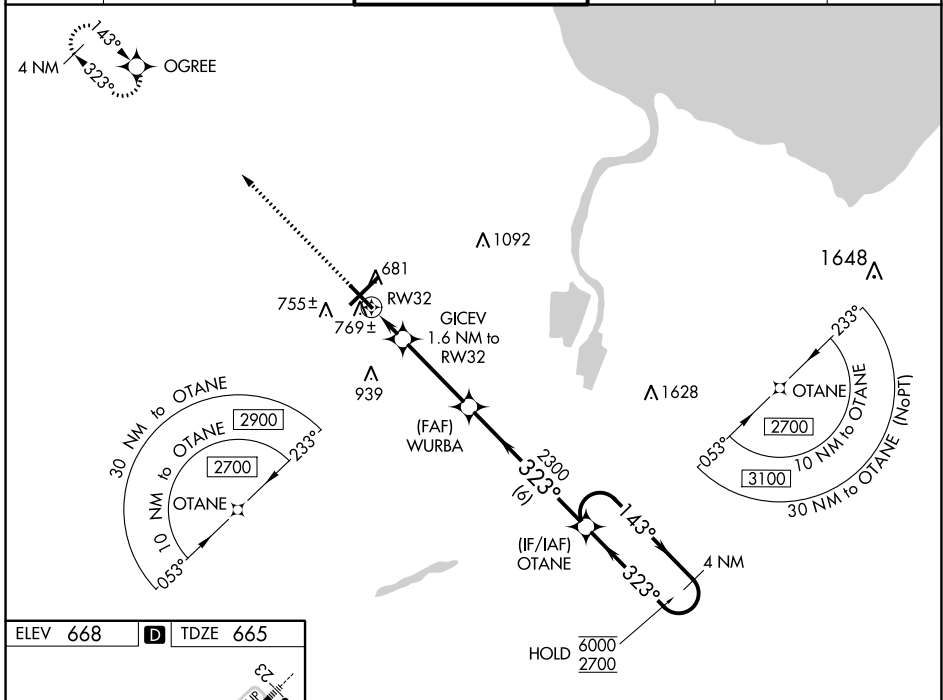 143°
4 NM
323°
OGREE
1092
1648
681
RW32
755±
769±
GICEV
1.6 NM to
RW32
939
233°
OTANE
1628
(FAF)
WURBA
2700
10 NM to OTANE
053°
3100
30 NM to OTANE (NoPT)
30 NM to OTANE
2900
10 NM to OTANE
233°
2700
OTANE
053°
2300
323°
(6)
143°
(IF/IAF)
OTANE
4 NM
323°
HOLD 6000
2700
ELEV 668 D TDZE 665
23
UP